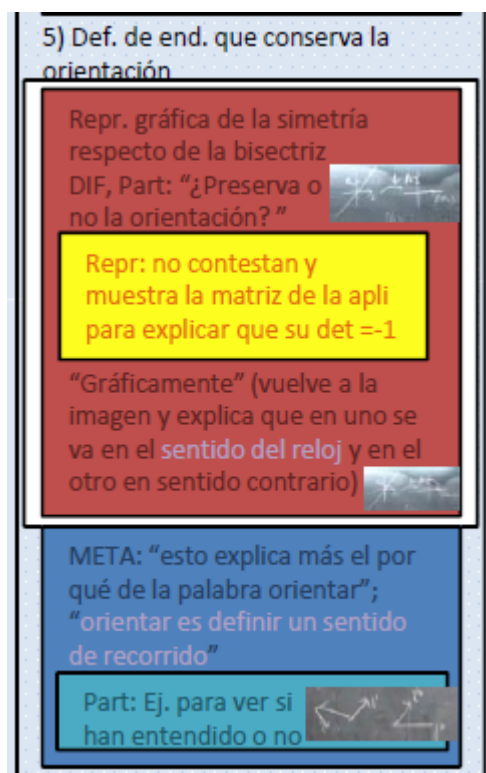 5) Def. de end. que conserva la
orientación
Repr. gráfica de la simetría
respecto de la bisectriz
DIF, Part: “¿Preserva o
no la orientación? ”
Repr: no contestan y
muestra la matriz de la apli
para explicar que su det =-1
“Gráficamente” (vuelve a la
imagen y explica que en uno se
va en el sentido del reloj y en el
otro en sentido contrario)
META: “esto explica más el por
qué de la palabra orientar”;
“orientar es definir un sentido
de recorrido”
Part: Ej. para ver si
han entendido o no